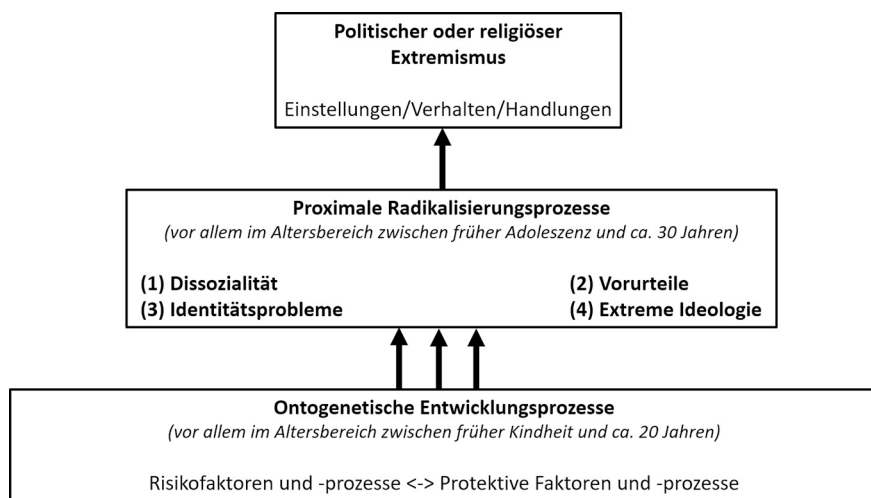 Politischer oder religiöser
Extremismus
Einstellungen/Verhalten/Handlungen
Proximale Radikalisierungsprozesse
(vor allem im Altersbereich zwischen früher Adoleszenz und ca. 30 Jahren)
(1) Dissozialität (2) Vorurteile
(3) Identitätsprobleme (4) Extreme Ideologie
Ontogenetische Entwicklungsprozesse
(vor allem im Altersbereich zwischen früher Kindheit und ca. 20 Jahren)
Risikofaktoren und -prozesse <-> Protektive Faktoren und -prozesse